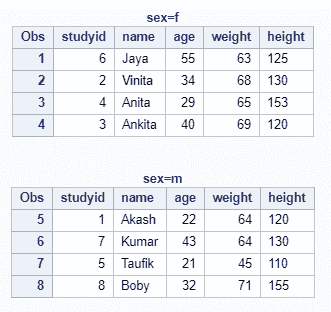 sex=f
Obs studyid name age weight height
1 6 Jaya 55 63 125
2 2 Vinita 34 68 130
3 4 Anita 29 65 153
4 3 Ankita 40 69 120
sex=m
Obs studyid name age weight height
5 1 Akash 22 64 120
6 7 Kumar 43 64 130
7 5 Taufik 21 45 110
8 8 Boby 32 71 155